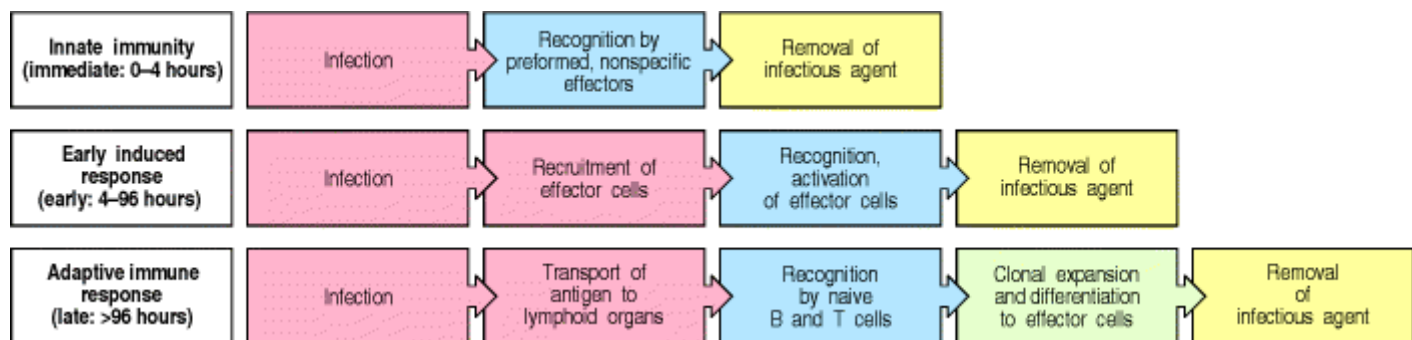 Innate immunity
(immediate: 0–4 hours)
Infection
Recognition by
preformed, nonspecific
effectors
Removal of
infectious agent
Early induced
response
(early: 4–96 hours)
Infection
Recruitment of
effector cells
Recognition,
activation
of effector cells
Removal of
infectious agent
Adaptive immune
response
(late: >96 hours)
Infection
Transport of
antigen to
lymphoid organs
Recognition
by naive
B and T cells
Clonal expansion
and differentiation
to effector cells
Removal
of
infectious agent